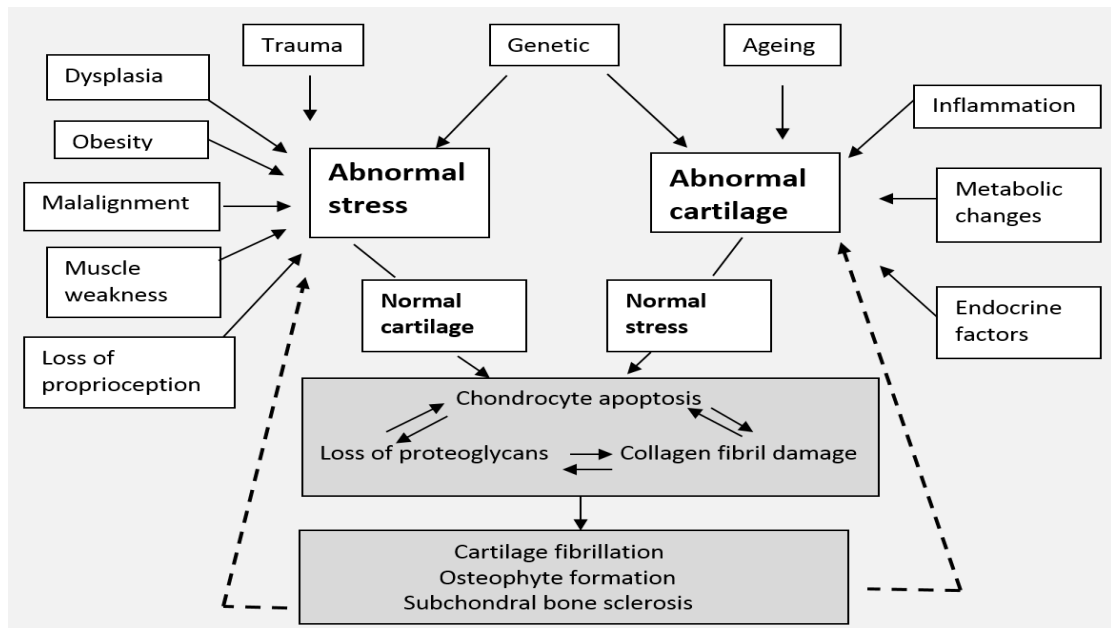 Trauma
Genetic
Ageing
Dysplasia
Inflammation
Obesity
Abnormal
stress
Abnormal
cartilage
Malalignment
Metabolic
changes
Muscle
weakness
Normal
cartilage
Normal
stress
Endocrine
factors
Loss of
proprioception
Chondrocyte apoptosis
Loss of proteoglycans
Collagen fibril damage
Cartilage fibrillation
Osteophyte formation
Subchondral bone sclerosis